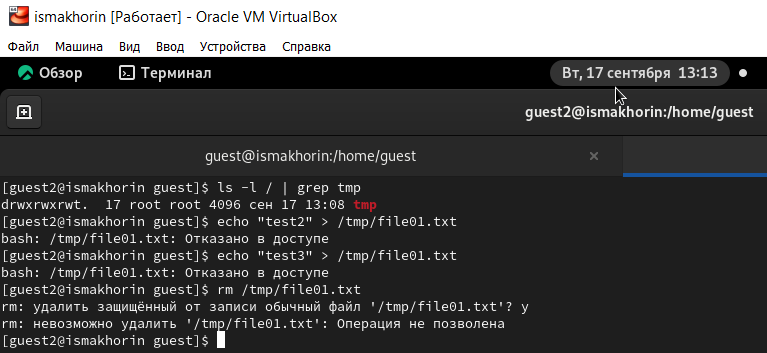 ismakhorin [Работает] - Oracle VM VirtualBox
Файл Машина Вид Ввод Устройства Справка
Обзор Терминал Вт, 17 сентября 13:13
guest2@ismakhorin:/home/guest
guest@ismakhorin:/home/guest ×
[guest2@ismakhorin guest]$ ls -l / | grep tmp
drwxrwxrwt. 17 root root 4096 сен 17 13:08 tmp
[guest2@ismakhorin guest]$ echo "test2" > /tmp/file01.txt
bash: /tmp/file01.txt: Отказано в доступе
[guest2@ismakhorin guest]$ echo "test3" > /tmp/file01.txt
bash: /tmp/file01.txt: Отказано в доступе
[guest2@ismakhorin guest]$ rm /tmp/file01.txt
rm: удалить защищённый от записи обычный файл '/tmp/file01.txt'? y
rm: невозможно удалить '/tmp/file01.txt': Операция не позволена
[guest2@ismakhorin guest]$